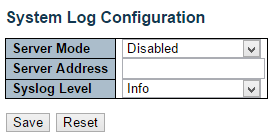 System Log Configuration
Server Mode Disabled
Server Address
Syslog Level Info
Save Reset